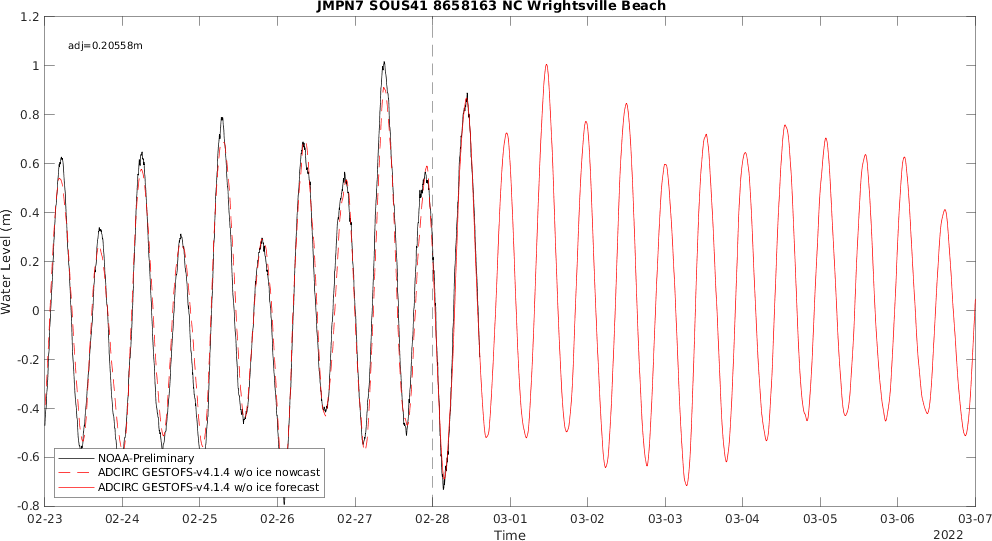 JMPN7 SOUS41 8658163 NC Wrightsville Beach
1.2
adj=0.20558m
1
0.8
0.6
0.4
0.2
0
-0.2
-0.4
-0.6
-0.8
Water Level (m)
NOAA-Preliminary
ADCIRC GESTOFS-v4.1.4 w/o ice nowcast
ADCIRC GESTOFS-v4.1.4 w/o ice forecast
02-23 02-24 02-25 02-26 02-27 02-28 03-01 03-02 03-03 03-04 03-05 03-06 03-07
Time
2022